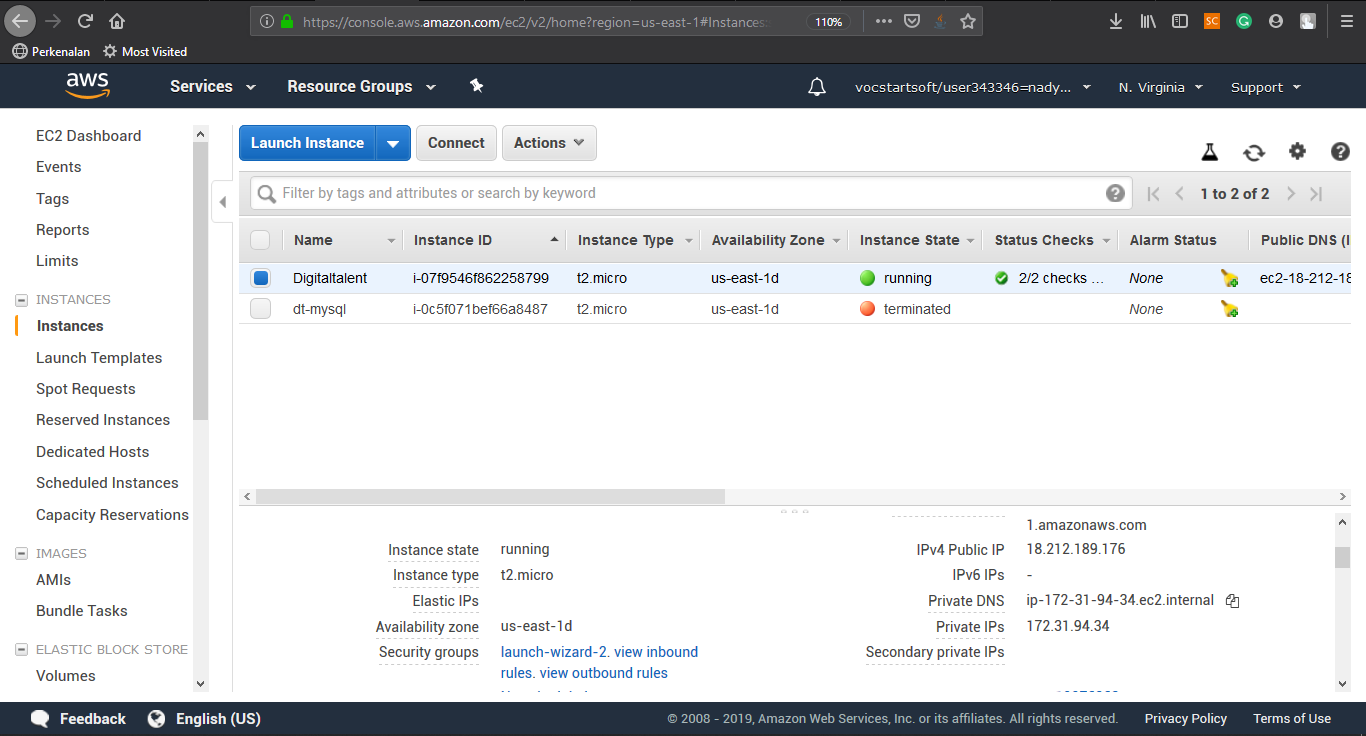 https://console.aws.amazon.com/ec2/v2/home?region=us-east-1#Instances: 110%
SC G
Perkenalan Most Visited
aws Services Resource Groups vocstartsoft/user343346=nady... N. Virginia Support
EC2 Dashboard
Events
Tags
Reports
Limits
INSTANCES
Instances
Launch Templates
Spot Requests
Reserved Instances
Dedicated Hosts
Scheduled Instances
Capacity Reservations
IMAGES
AMIs
Bundle Tasks
ELASTIC BLOCK STORE
Volumes
Launch Instance Connect Actions
Filter by tags and attributes or search by keyword 1 to 2 of 2
Name Instance ID Instance Type Availability Zone Instance State Status Checks Alarm Status Public DNS (I
Digitaltalent i-07f9546f862258799 t2.micro us-east-1d running 2/2 checks ... None ec2-18-212-18
dt-mysql i-0c5f071bef66a8487 t2.micro us-east-1d terminated None
1.amazonaws.com
Instance state running IPv4 Public IP 18.212.189.176
Instance type t2.micro IPv6 IPs -
Elastic IPs Private DNS ip-172-31-94-34.ec2.internal
Availability zone us-east-1d Private IPs 172.31.94.34
Security groups launch-wizard-2. view inbound Secondary private IPs
rules. view outbound rules
Feedback English (US) © 2008 - 2019, Amazon Web Services, Inc. or its affiliates. All rights reserved. Privacy Policy Terms of Use